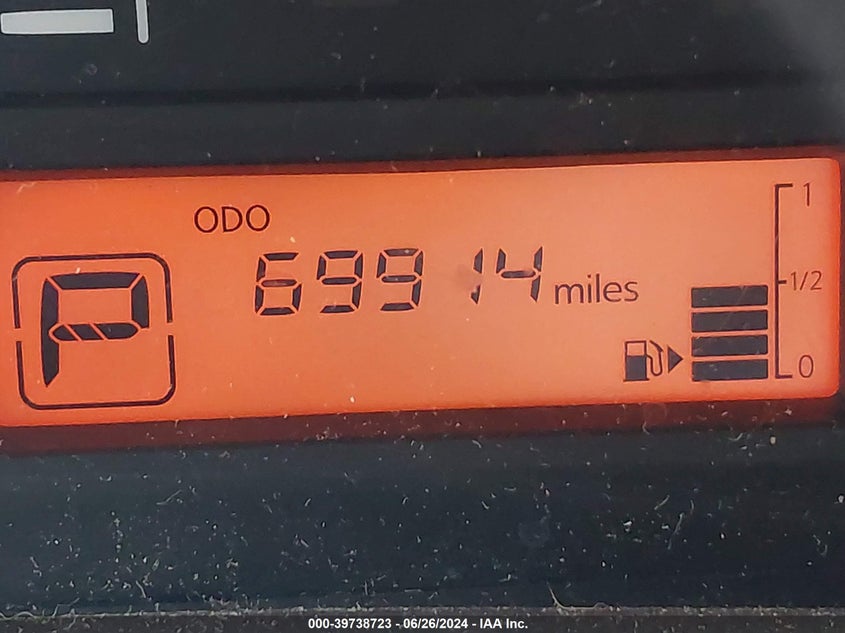 ODO
1
69914 miles
1/2
P
0
000-39738723 - 06/26/2024 - IAA Inc.